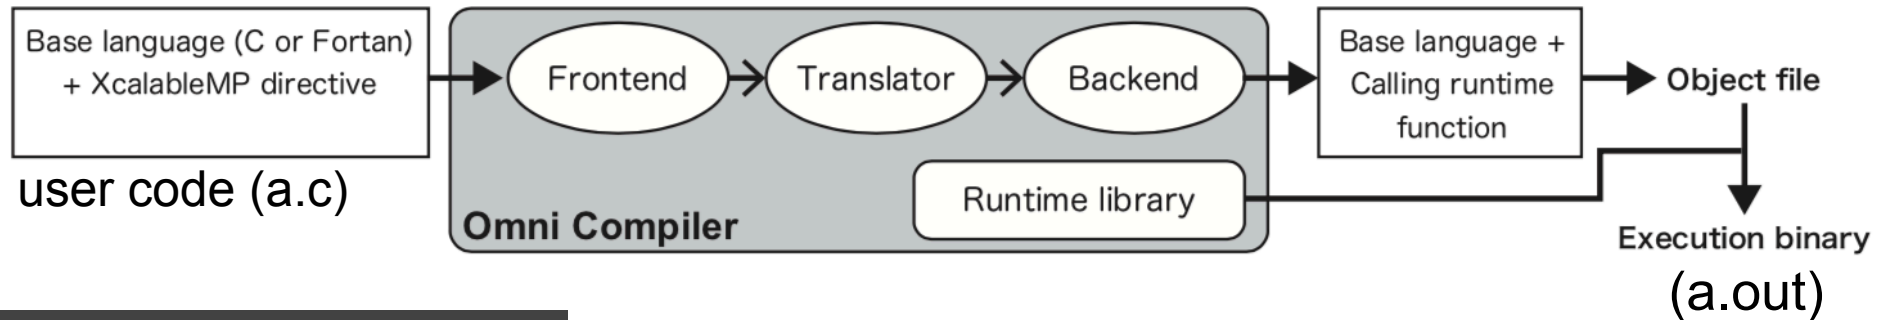 Base language (C or Fortan)
+ XcalableMP directive
user code (a.c)
Frontend
Translator
Backend
Runtime library
Omni Compiler
Base language +
Calling runtime
function
Object file
Execution binary
(a.out)